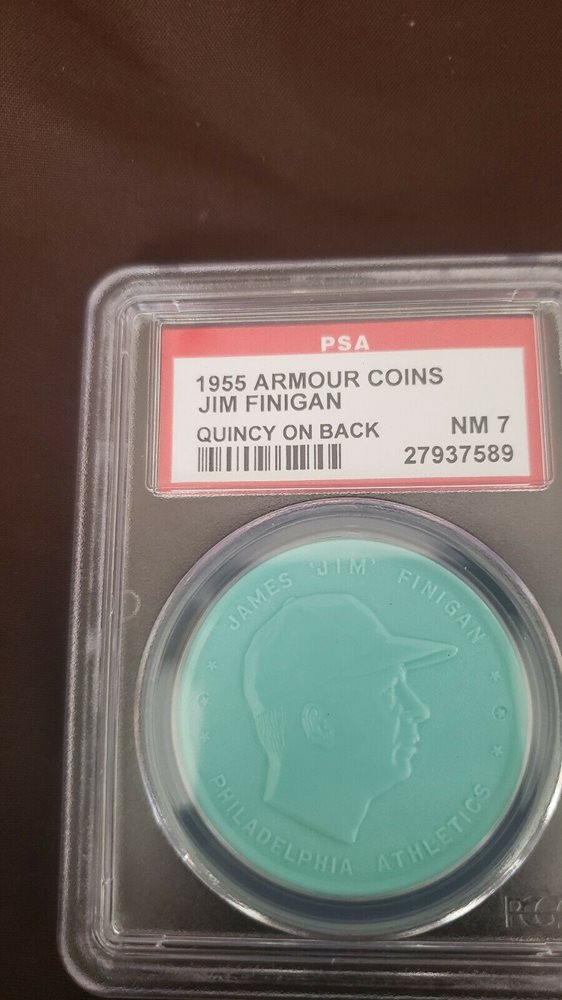 PSA
1955 ARMOUR COINS
JIM FINIGAN
QUINCY ON BACK NM 7
27937589
JAMES 'JIM' FINIGAN
PHILADELPHIA ATHLETICS